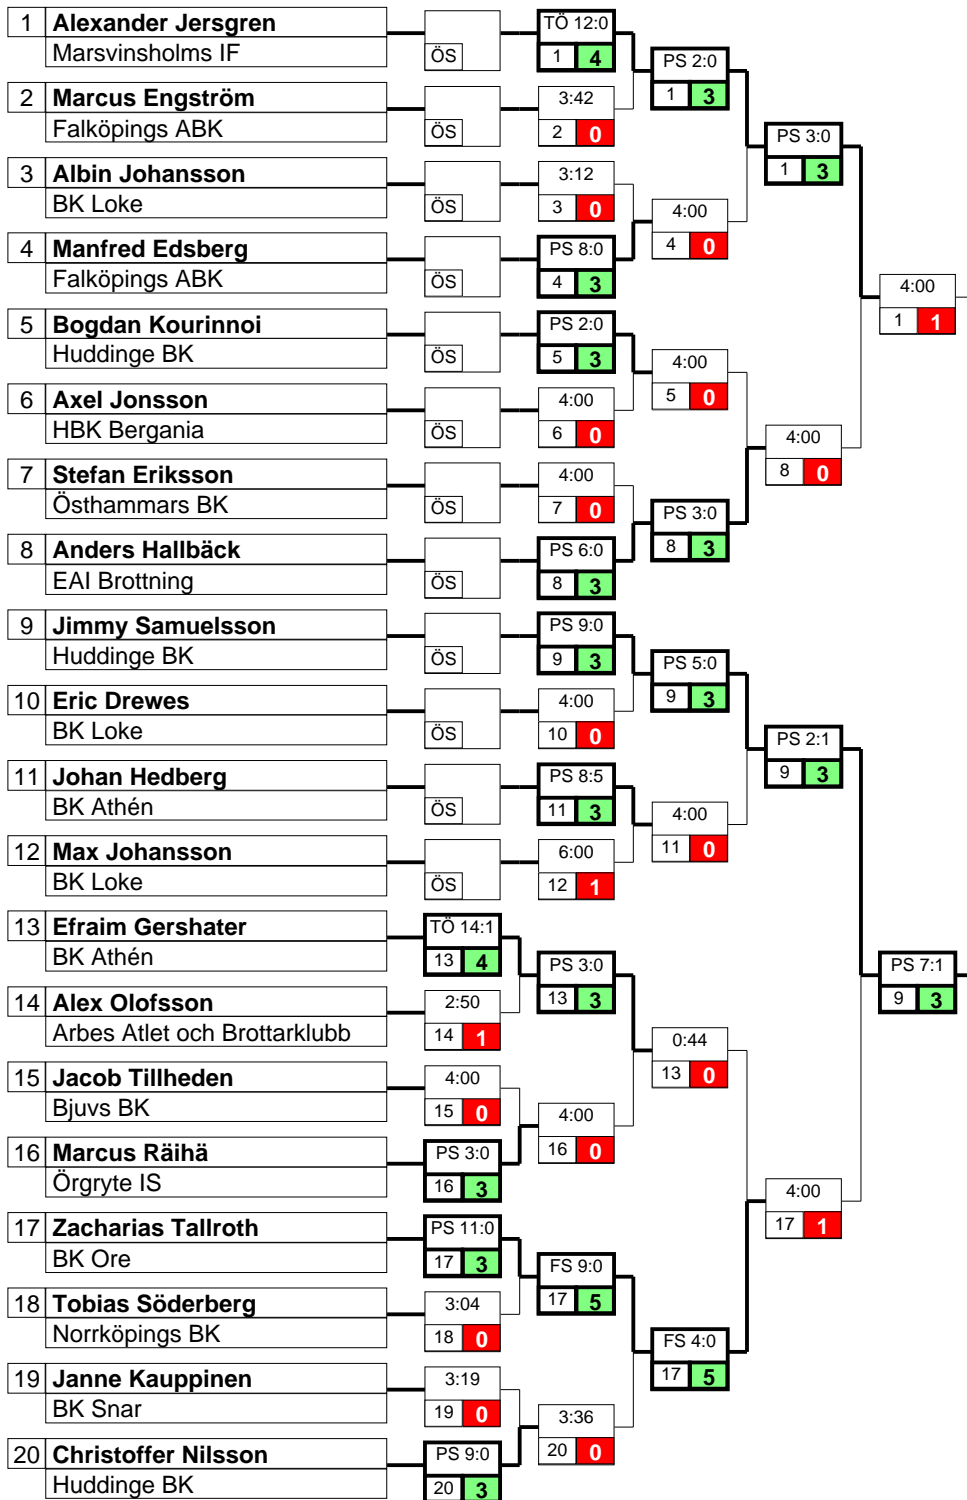 1 Alexander Jersgren ÖS TÖ 12:0
Marsvinsholms IF 1 4
PS 2:0
1 3
2 Marcus Engström ÖS 3:42
Falköpings ABK 2 0
PS 3:0
1 3
3 Albin Johansson ÖS 3:12
BK Loke 3 0
4:00
4 0
4 Manfred Edsberg ÖS PS 8:0
Falköpings ABK 4 3
4:00
1 1
5 Bogdan Kourinnoi ÖS PS 2:0
Huddinge BK 5 3
4:00
5 0
6 Axel Jonsson ÖS 4:00
HBK Bergania 6 0
4:00
8 0
7 Stefan Eriksson ÖS 4:00
Östhammars BK 7 0
PS 3:0
8 3
8 Anders Hallbäck ÖS PS 6:0
EAI Brottning 8 3
9 Jimmy Samuelsson ÖS PS 9:0
Huddinge BK 9 3
PS 5:0
9 3
10 Eric Drewes ÖS 4:00
BK Loke 10 0
PS 2:1
9 3
11 Johan Hedberg ÖS PS 8:5
BK Athén 11 3
4:00
11 0
12 Max Johansson ÖS 6:00
BK Loke 12 1
13 Efraim Gershater TÖ 14:1
BK Athén 13 4
PS 3:0
13 3
PS 7:1
9 3
14 Alex Olofsson 2:50
Arbes Atlet och Brottarklubb 14 1
0:44
13 0
15 Jacob Tillheden 4:00
Bjuvs BK 15 0
4:00
16 0
16 Marcus Räihä PS 3:0
Örgryte IS 16 3
4:00
17 1
17 Zacharias Tallroth PS 11:0
BK Ore 17 3
FS 9:0
17 5
18 Tobias Söderberg 3:04
Norrköpings BK 18 0
FS 4:0
17 5
19 Janne Kauppinen 3:19
BK Snar 19 0
3:36
20 0
20 Christoffer Nilsson PS 9:0
Huddinge BK 20 3